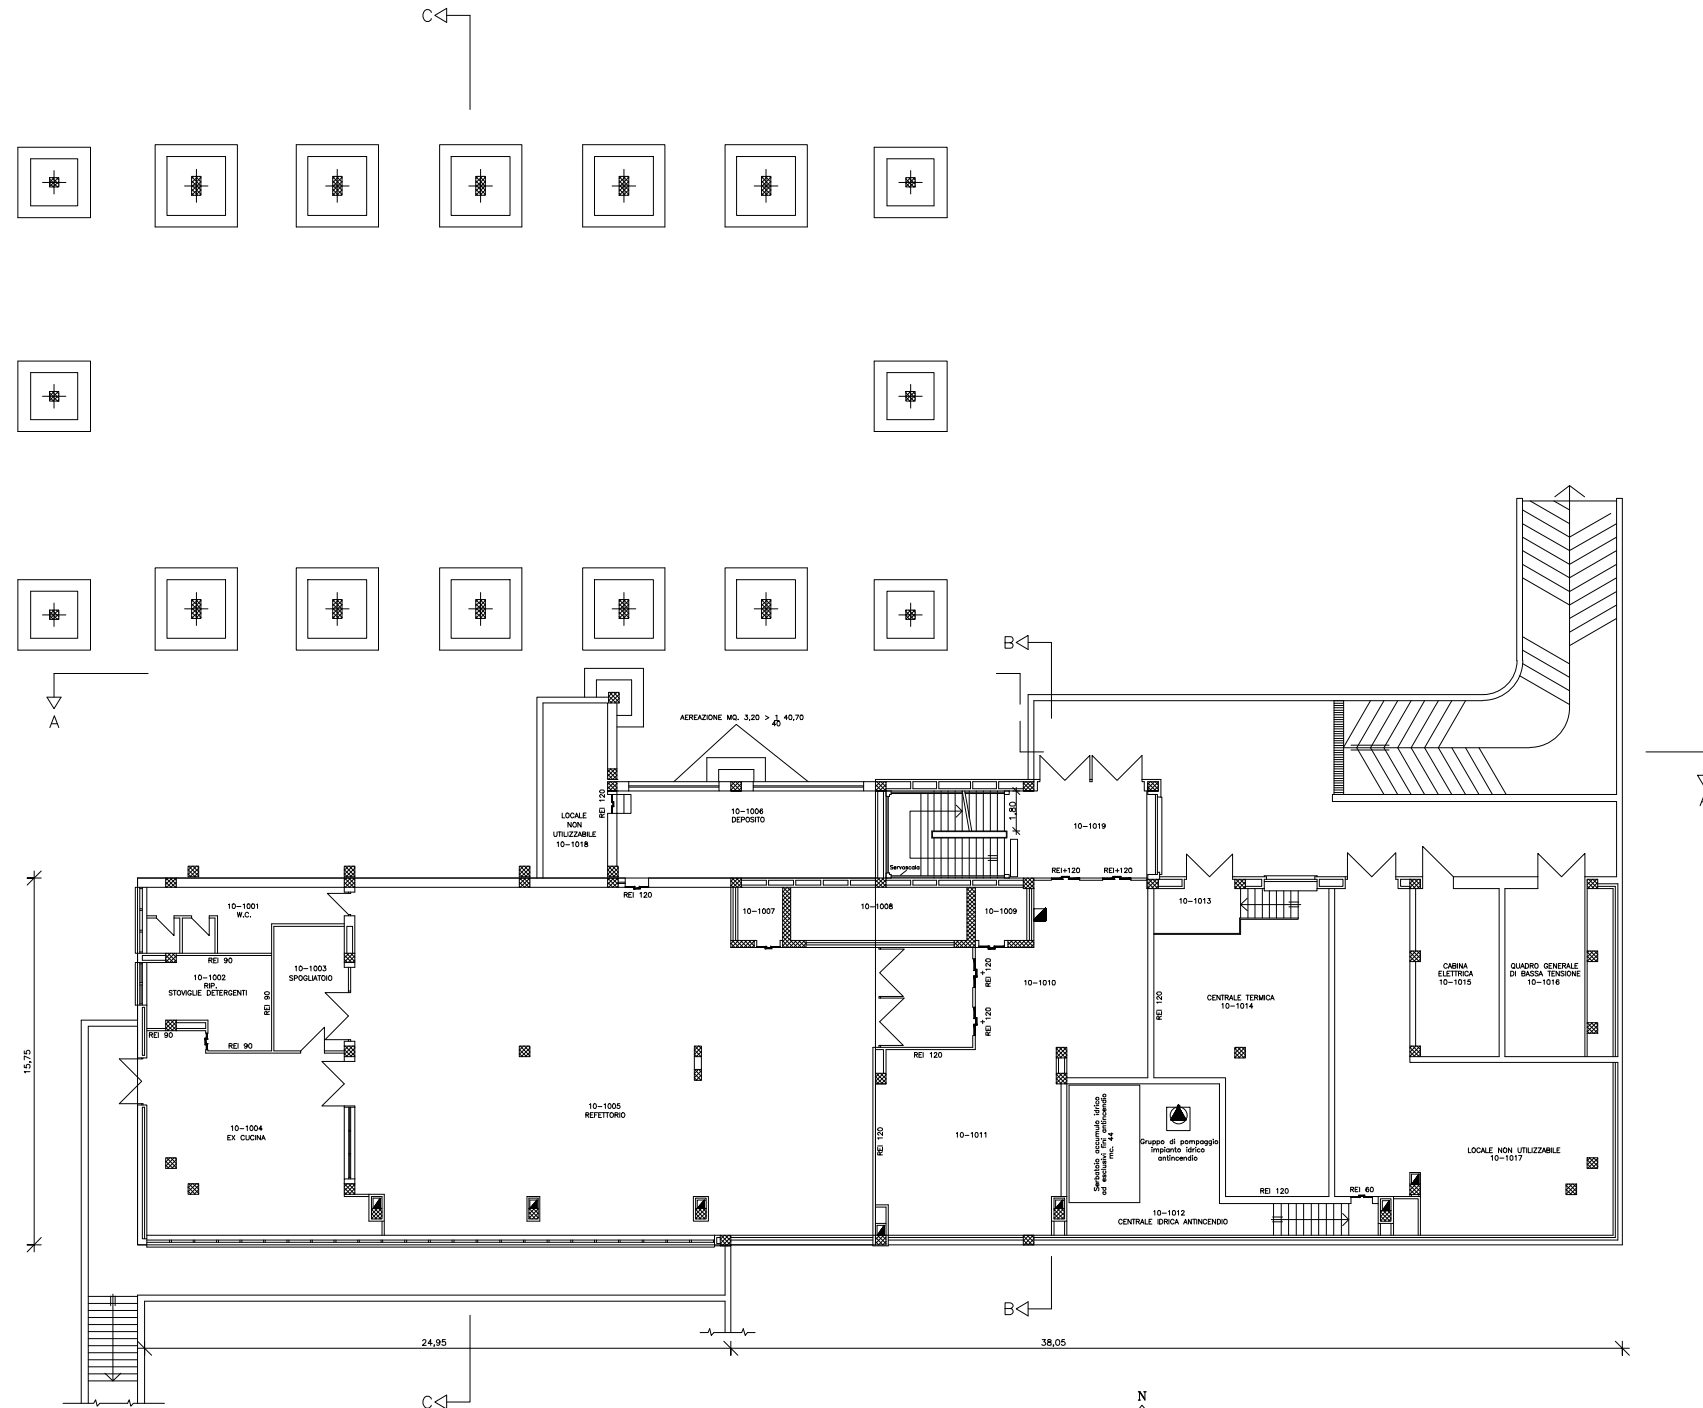 C
B
A
A
AEREAZIONE MQ. 3,20 > 1 40,70
40
REI 120
10-1006
DEPOSITO
LOCALE
NON
UTILIZZABILE
10-1018
1,80
10-1019
Servoscala
REI+120
REI+120
REI 120
10-1001
W.C.
10-1007
10-1008
10-1009
10-1013
REI 90
10-1002
RIP.
STOVIGLIE DETERGENTI
10-1003
SPOGLIATOIO
REI 90
REI 90
REI 90
REI + 120
REI + 120
REI 120
10-1010
REI 120
CENTRALE TERMICA
10-1014
CABINA
ELETTRICA
10-1015
QUADRO GENERALE
DI BASSA TENSIONE
10-1016
15,75
10-1004
EX CUCINA
10-1005
REFETTORIO
REI 120
10-1011
Serbatoio accumulo idrico
ad esclusivi fini antincendio
mc. 44
Gruppo di pompaggio
impianto idrico
antincendio
LOCALE NON UTILIZZABILE
10-1017
REI 120
REI 60
10-1012
CENTRALE IDRICA ANTINCENDIO
B
24,95
38,05
C
N